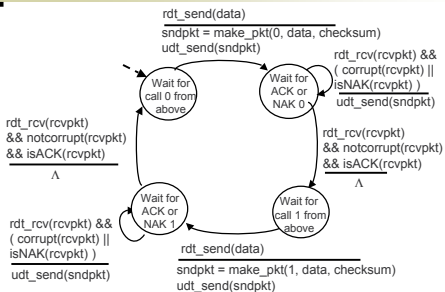 rdt_send(data)
sndpkt = make_pkt(0, data, checksum)
udt_send(sndpkt)
Wait for
call 0 from
above
Wait for
ACK or
NAK 0
rdt_rcv(rcvpkt) &&
( corrupt(rcvpkt) ||
isNAK(rcvpkt) )
udt_send(sndpkt)
rdt_rcv(rcvpkt)
&& notcorrupt(rcvpkt)
&& isACK(rcvpkt)
Λ
rdt_rcv(rcvpkt)
&& notcorrupt(rcvpkt)
&& isACK(rcvpkt)
Λ
Wait for
ACK or
NAK 1
Wait for
call 1 from
above
rdt_rcv(rcvpkt) &&
( corrupt(rcvpkt) ||
isNAK(rcvpkt) )
udt_send(sndpkt)
rdt_send(data)
sndpkt = make_pkt(1, data, checksum)
udt_send(sndpkt)